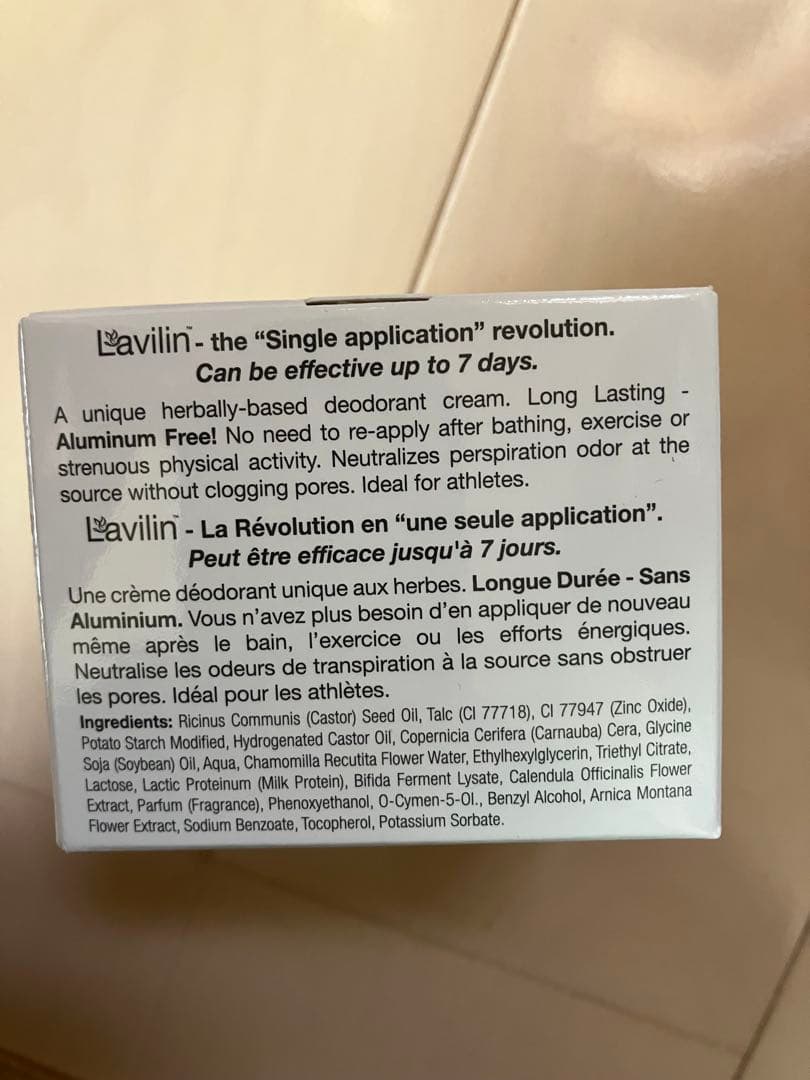 Lavilin™- the “Single application” revolution.
Can be effective up to 7 days.
A unique herbally-based deodorant cream. Long Lasting -
Aluminum Free! No need to re-apply after bathing, exercise or
strenuous physical activity. Neutralizes perspiration odor at the
source without clogging pores. Ideal for athletes.
Lavilin™ - La Révolution en “une seule application”.
Peut être efficace jusqu'à 7 jours.
Une crème déodorant unique aux herbes. Longue Durée - Sans
Aluminium. Vous n’avez plus besoin d’en appliquer de nouveau
même après le bain, l’exercice ou les efforts énergiques.
Neutralise les odeurs de transpiration à la source sans obstruer
les pores. Idéal pour les athlètes.
Ingredients: Ricinus Communis (Castor) Seed Oil, Talc (CI 77718), CI 77947 (Zinc Oxide),
Potato Starch Modified, Hydrogenated Castor Oil, Copernicia Cerifera (Carnauba) Cera, Glycine
Soja (Soybean) Oil, Aqua, Chamomilla Recutita Flower Water, Ethylhexylglycerin, Triethyl Citrate,
Lactose, Lactic Proteinum (Milk Protein), Bifida Ferment Lysate, Calendula Officinalis Flower
Extract, Parfum (Fragrance), Phenoxyethanol, O-Cymen-5-Ol., Benzyl Alcohol, Arnica Montana
Flower Extract, Sodium Benzoate, Tocopherol, Potassium Sorbate.